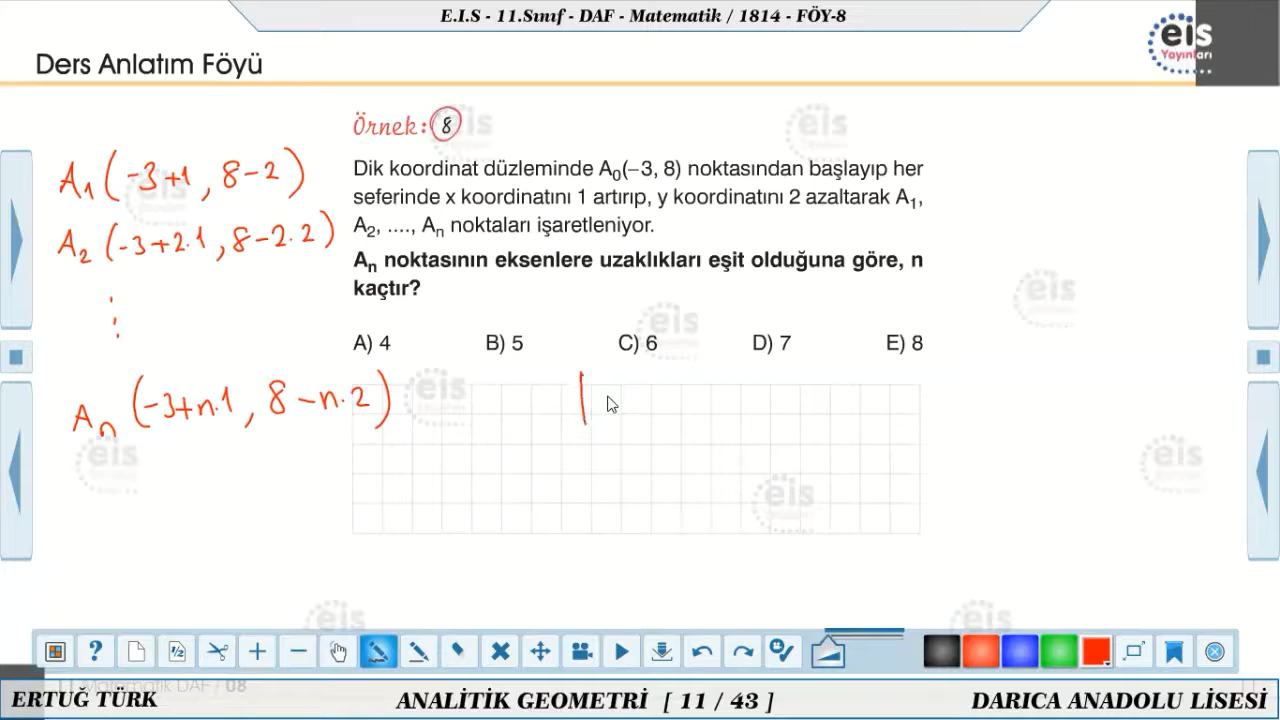 E.I.S - 11.Sınıf - DAF - Matematik / 1814 - FÖY-8
eis
Yayınları
Ders Anlatım Föyü
Örnek: 8
Dik koordinat düzleminde A₀(–3, 8) noktasından başlayıp her
seferinde x koordinatını 1 artırıp, y koordinatını 2 azaltarak A₁,
A₂, ...., Aₙ noktaları işaretleniyor.
Aₙ noktasının eksenlere uzaklıkları eşit olduğuna göre, n
kaçtır?
A) 4 B) 5 C) 6 D) 7 E) 8
A₁ (-3+1, 8-2)
A₂ (-3+2.1, 8-2.2)
Aₙ (-3+n.1, 8-n.2)
11 Matematik DAF / 08
ERTUĞ TÜRK
ANALİTİK GEOMETRİ [ 11 / 43 ]
DARICA ANADOLU LİSESİ